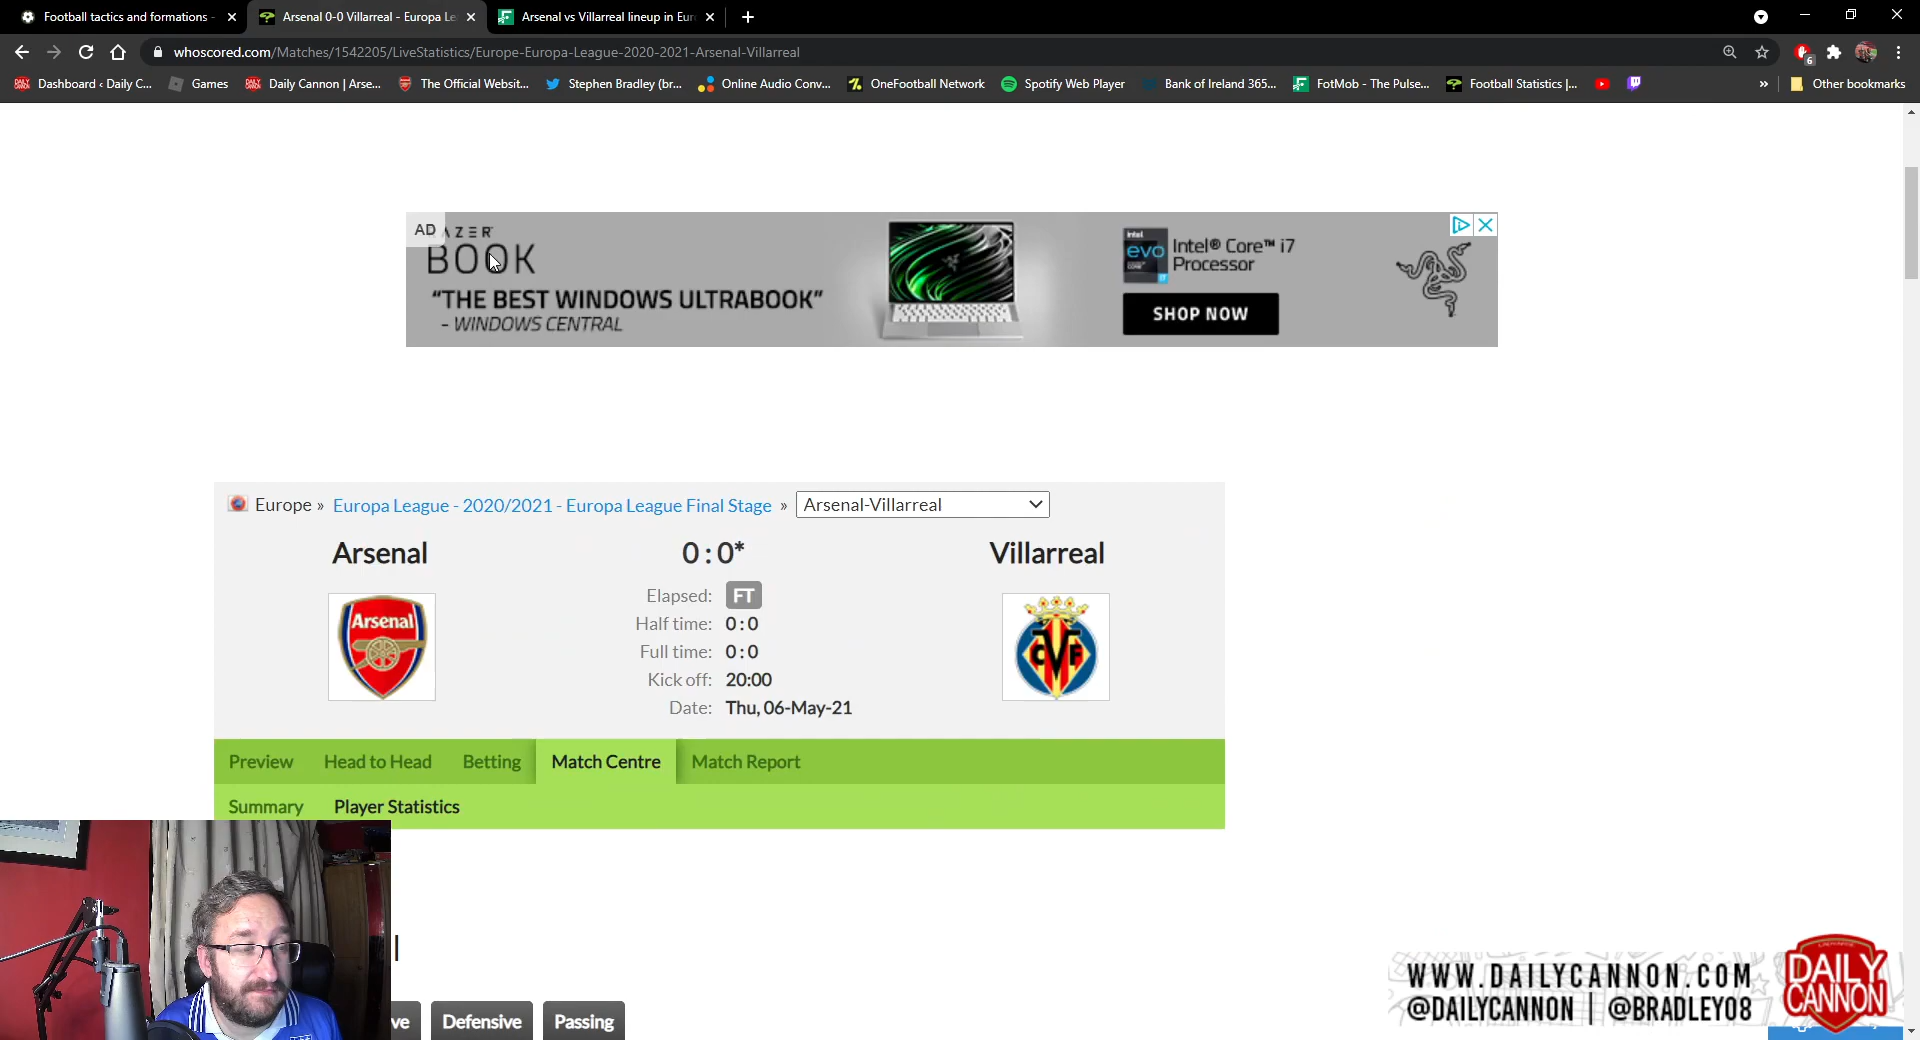 Football tactics and formations -
Arsenal 0-0 Villarreal - Europa Le
Arsenal vs Villarreal lineup in Eur
whoscored.com/Matches/1542205/LiveStatistics/Europe-Europa-League-2020-2021-Arsenal-Villarreal
6
Dashboard ‹ Daily C...
Games
Daily Cannon | Arse...
The Official Websit...
Stephen Bradley (br...
Online Audio Conv...
OneFootball Network
Spotify Web Player
Bank of Ireland 365...
FotMob - The Pulse...
Football Statistics |...
»
Other bookmarks
AD
AZER
BOOK
"THE BEST WINDOWS ULTRABOOK"
- WINDOWS CENTRAL
intel
evo
i7
Intel® Core™ i7
Processor
SHOP NOW
Europe » Europa League - 2020/2021 - Europa League Final Stage » Arsenal-Villarreal
Arsenal 0 : 0* Villarreal
Arsenal
CVF
Elapsed: FT
Half time: 0 : 0
Full time: 0 : 0
Kick off: 20:00
Date: Thu, 06-May-21
Preview Head to Head Betting Match Centre Match Report
Summary Player Statistics
l
ve Defensive Passing
WWW.DAILYCANNON.COM
@DAILYCANNON | @BRADLEY08
DAILY
CANNON